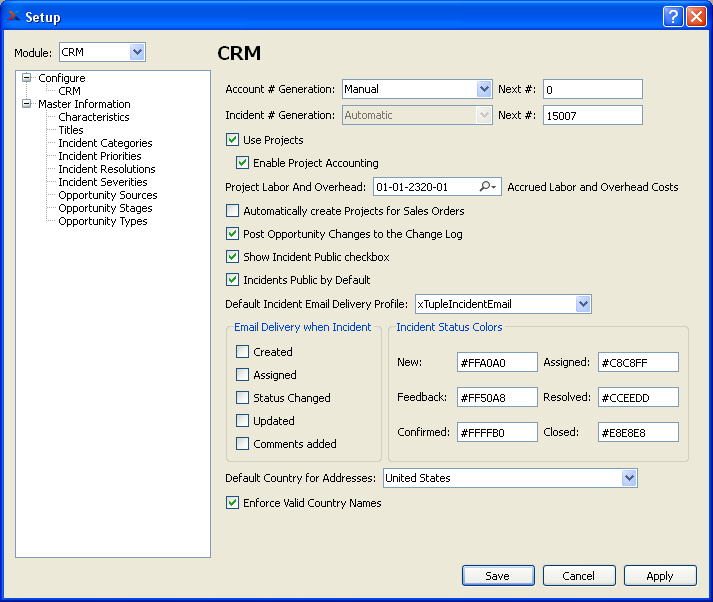 Setup
Module: CRM
Configure
CRM
Master Information
Characteristics
Titles
Incident Categories
Incident Priorities
Incident Resolutions
Incident Severities
Opportunity Sources
Opportunity Stages
Opportunity Types
CRM
Account # Generation: Manual Next #: 0
Incident # Generation: Automatic Next #: 15007
Use Projects
Enable Project Accounting
Project Labor And Overhead: 01-01-2320-01 Accrued Labor and Overhead Costs
Automatically create Projects for Sales Orders
Post Opportunity Changes to the Change Log
Show Incident Public checkbox
Incidents Public by Default
Default Incident Email Delivery Profile: xTupleIncidentEmail
Email Delivery when Incident
Created
Assigned
Status Changed
Updated
Comments added
Incident Status Colors
New: #FFA0A0 Assigned: #C8C8FF
Feedback: #FF50A8 Resolved: #CCEEDD
Confirmed: #FFFFB0 Closed: #E8E8E8
Default Country for Addresses: United States
Enforce Valid Country Names
Save Cancel Apply